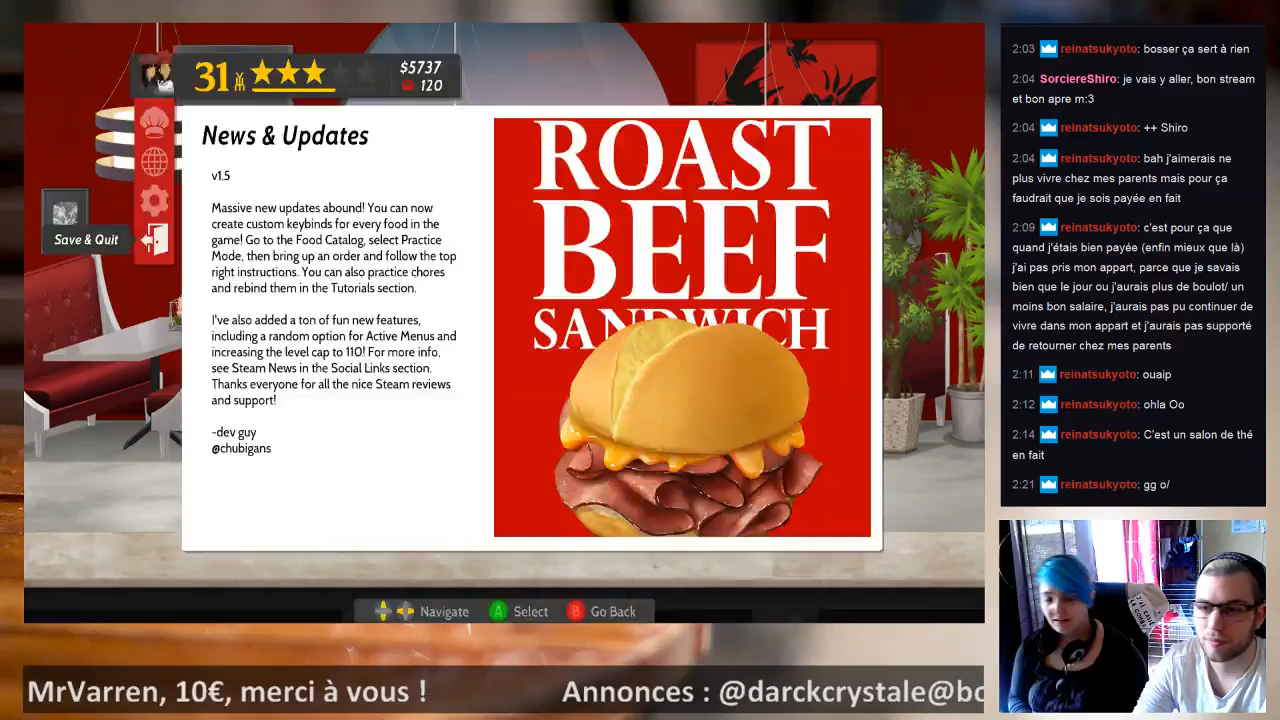 31
$5737
120
News & Updates
v1.5
Massive new updates abound! You can now
create custom keybinds for every food in the
game! Go to the Food Catalog, select Practice
Mode, then bring up an order and follow the top
right instructions. You can also practice chores
and rebind them in the Tutorials section.
I've also added a ton of fun new features,
including a random option for Active Menus and
increasing the level cap to 110! For more info,
see Steam News in the Social Links section.
Thanks everyone for all the nice Steam reviews
and support!
-dev guy
@chubigans
ROAST
BEEF
SANDWICH
Save & Quit
Navigate
A Select
B Go Back
2:03 reinatsukyoto: bosser ça sert à rien
2:04 SorciereShiro: je vais y aller, bon stream
et bon apre m:3
2:04 reinatsukyoto: ++ Shiro
2:04 reinatsukyoto: bah j'aimerais ne
plus vivre chez mes parents mais pour ça
faudrait que je sois payée en fait
2:09 reinatsukyoto: c'est pour ça que
quand j'étais bien payée (enfin mieux que là)
j'ai pas pris mon appart, parce que je savais
bien que le jour ou j'aurais plus de boulot/ un
moins bon salaire, j'aurais pas pu continuer de
vivre dans mon appart et j'aurais pas supporté
de retourner chez mes parents
2:11 reinatsukyoto: ouaip
2:12 reinatsukyoto: ohla Oo
2:14 reinatsukyoto: C'est un salon de thé
en fait
2:21 reinatsukyoto: gg o/
MrVarren, 10€, merci à vous !
Annonces : @darckcrystale@bo